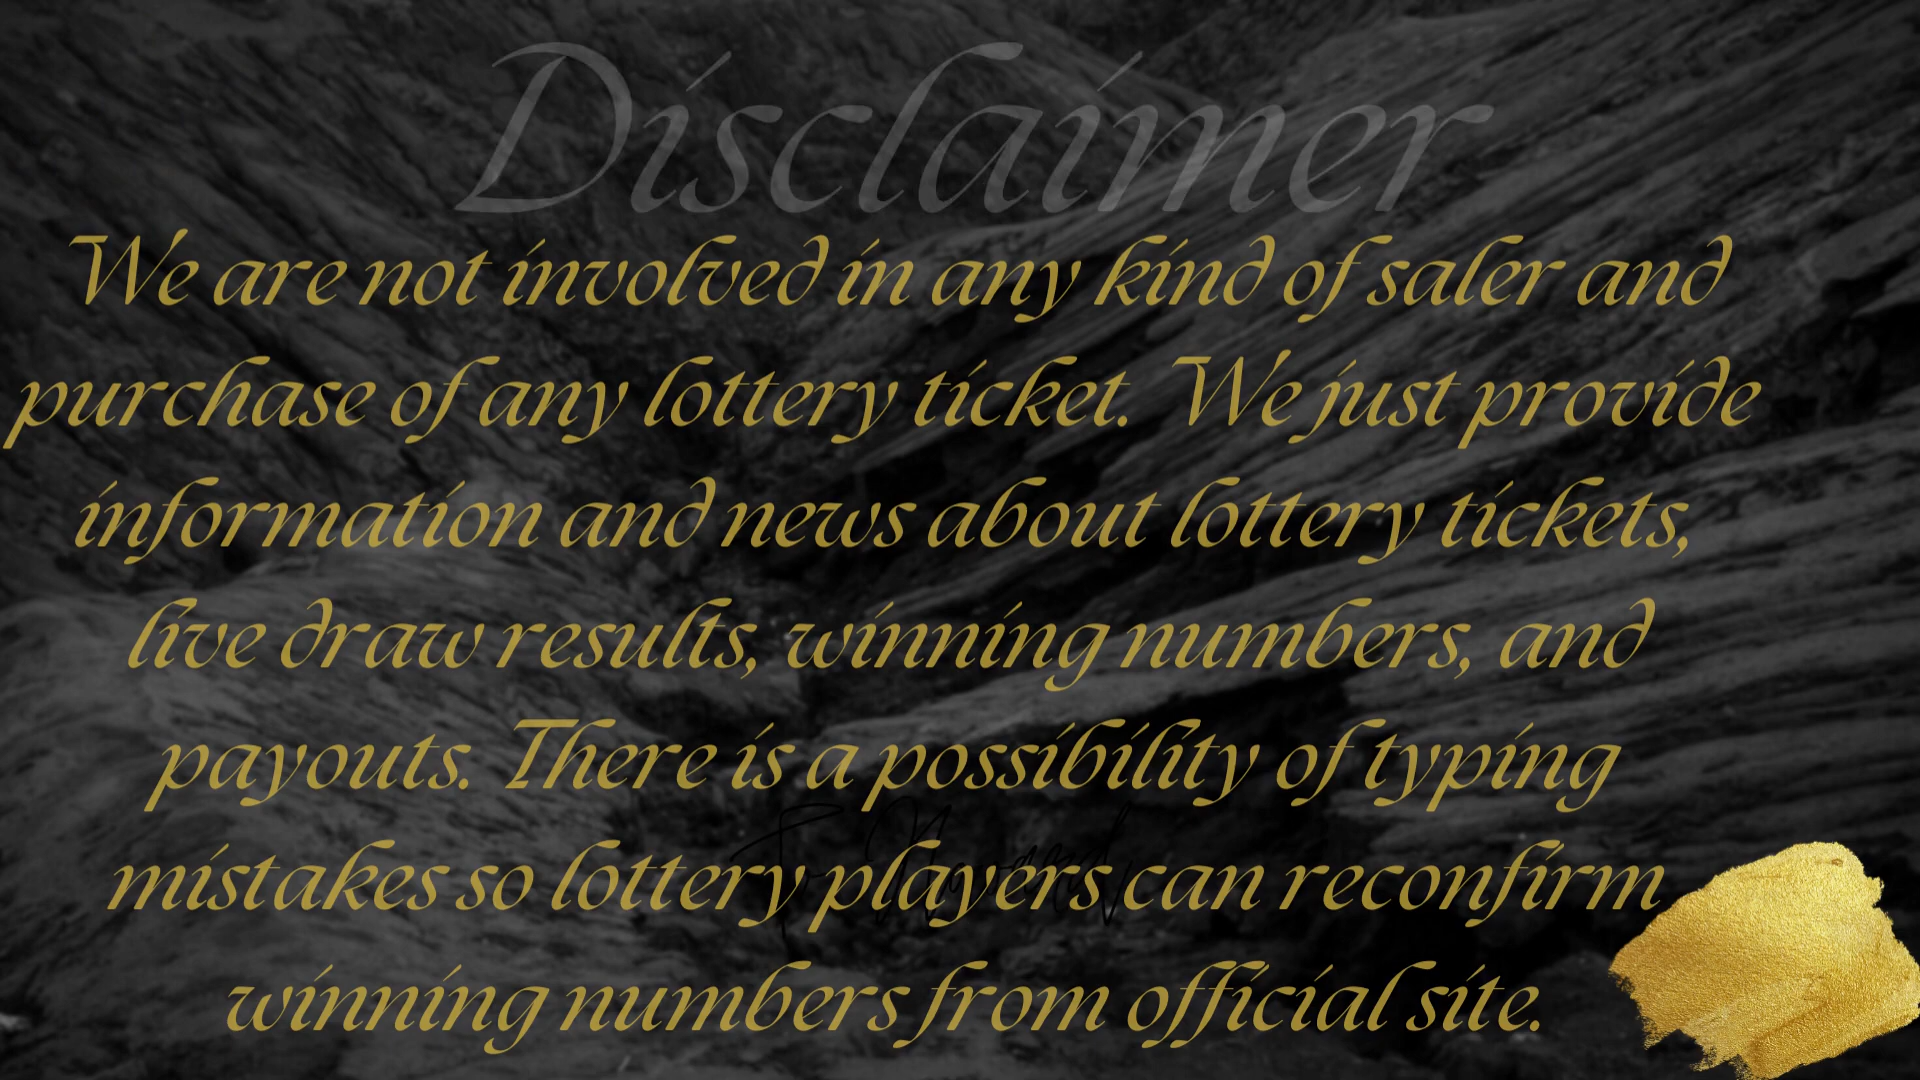 Disclaimer
We are not involved in any kind of saler and
purchase of any lottery ticket. We just provide
information and news about lottery tickets,
live draw results, winning numbers, and
payouts. There is a possibility of typing
mistakes so lottery players can reconfirm
winning numbers from official site.